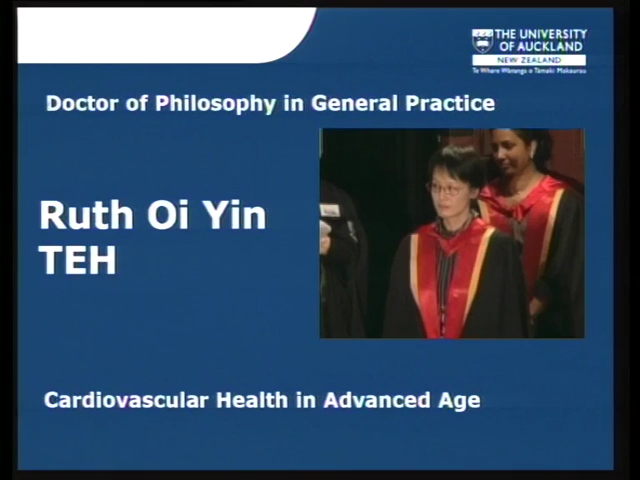 THE UNIVERSITY
OF AUCKLAND
NEW ZEALAND
Te Whare Wānanga o Tāmaki Makaurau
Doctor of Philosophy in General Practice
Ruth Oi Yin
TEH
Cardiovascular Health in Advanced Age